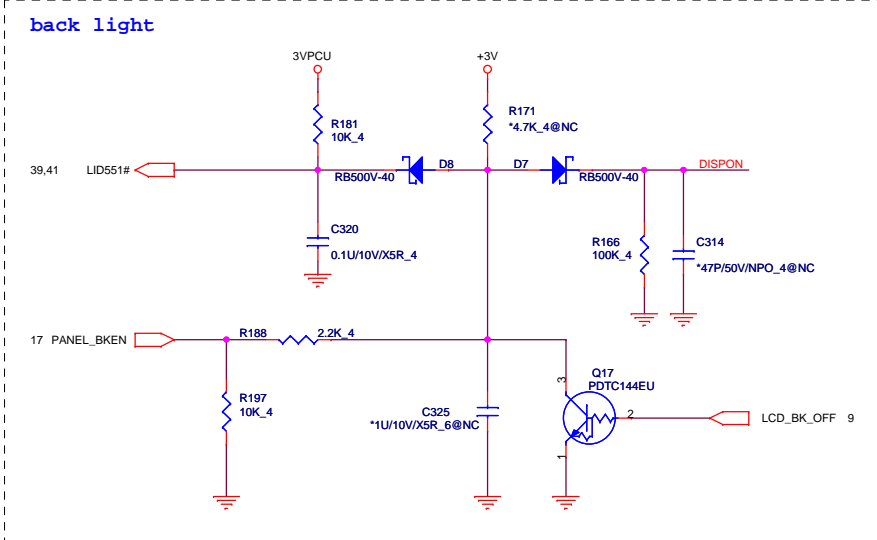 back light
3VPCU
+3V
R181
10K_4
R171
*4.7K_4@NC
39,41 LID551#
D8
RB500V-40
D7
RB500V-40
DISPON
C320
0.1U/10V/X5R_4
R166
100K_4
C314
*47P/50V/NPO_4@NC
17 PANEL_BKEN
R188
2.2K_4
R197
10K_4
C325
*1U/10V/X5R_6@NC
3
Q17
PDTC144EU
2
1
LCD_BK_OFF 9